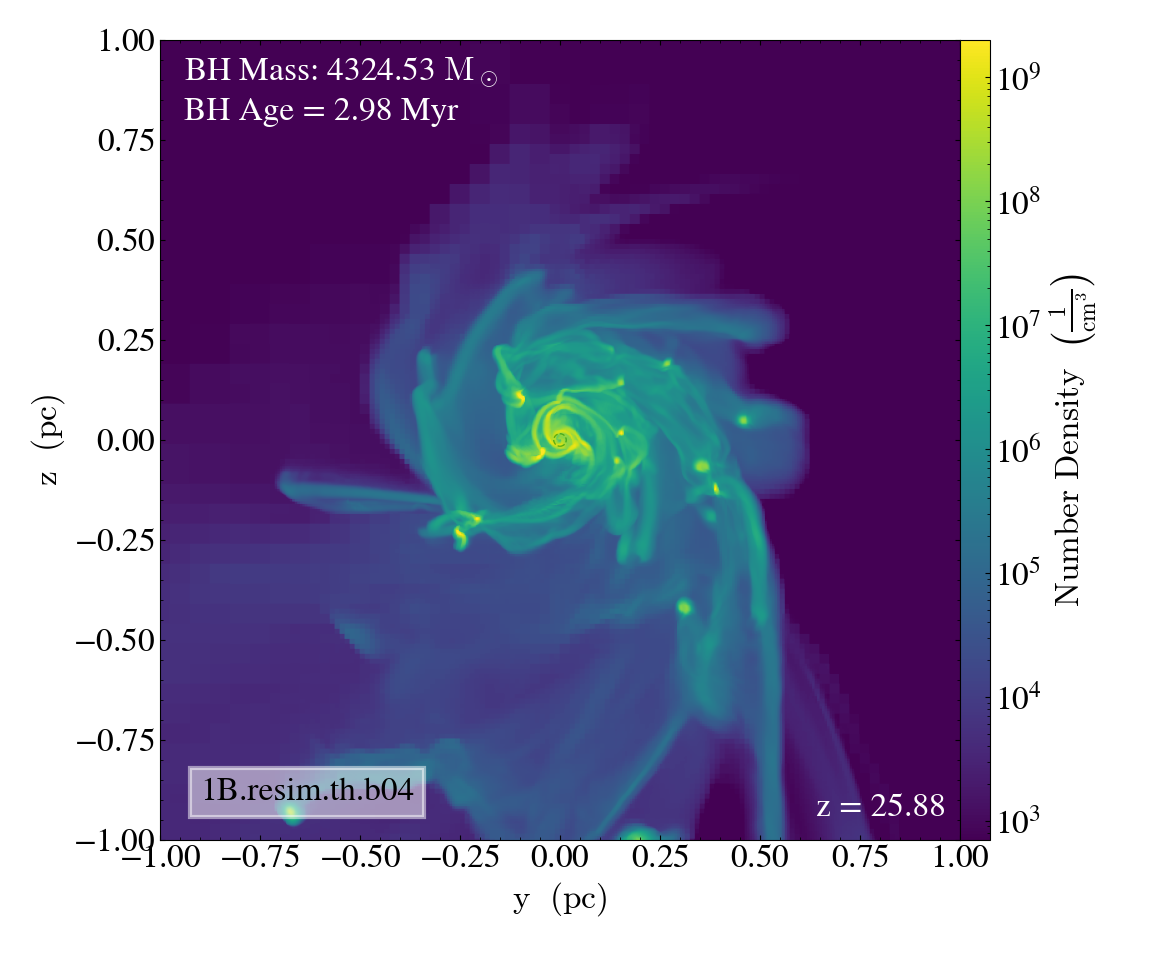 BH Mass: 4324.53 M⊙
BH Age = 2.98 Myr
1.00
0.75
0.50
0.25
0.00
−0.25
−0.50
−0.75
−1.00
z (pc)
1B.resim.th.b04
z = 25.88
−1.00 −0.75 −0.50 −0.25 0.00 0.25 0.50 0.75 1.00
y (pc)
10⁹
10⁸
10⁷
10⁶
10⁵
10⁴
10³
Number Density (1/cm³)